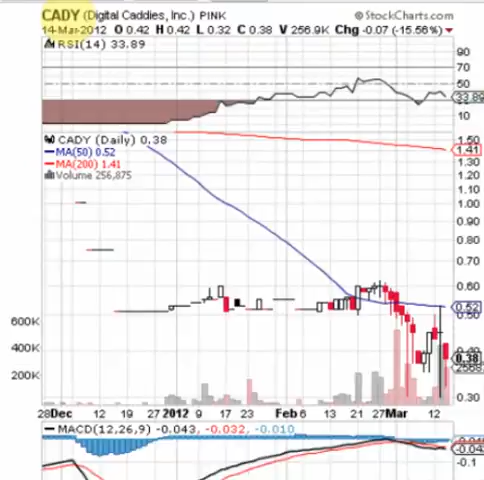 CADY (Digital Caddies, Inc.) PINK © StockCharts.com
14-Mar-2012 O 0.42 H 0.42 L 0.32 C 0.38 V 256.9K Chg -0.07 (-15.56%)
RSI(14) 33.89
90
70
50
33.89
30
10
CADY (Daily) 0.38
MA(50) 0.52
MA(200) 1.41
Volume 256,875
1.50
1.41
1.30
1.20
1.10
1.00
0.90
0.80
0.70
0.60
0.52
0.50
0.40
0.38
0.30
600K
400K
200K
28 Dec 12 19 27 2012 9 17 23 Feb 6 13 21 27 Mar 12
MACD(12,26,9) -0.043, -0.032, -0.010
-0.1